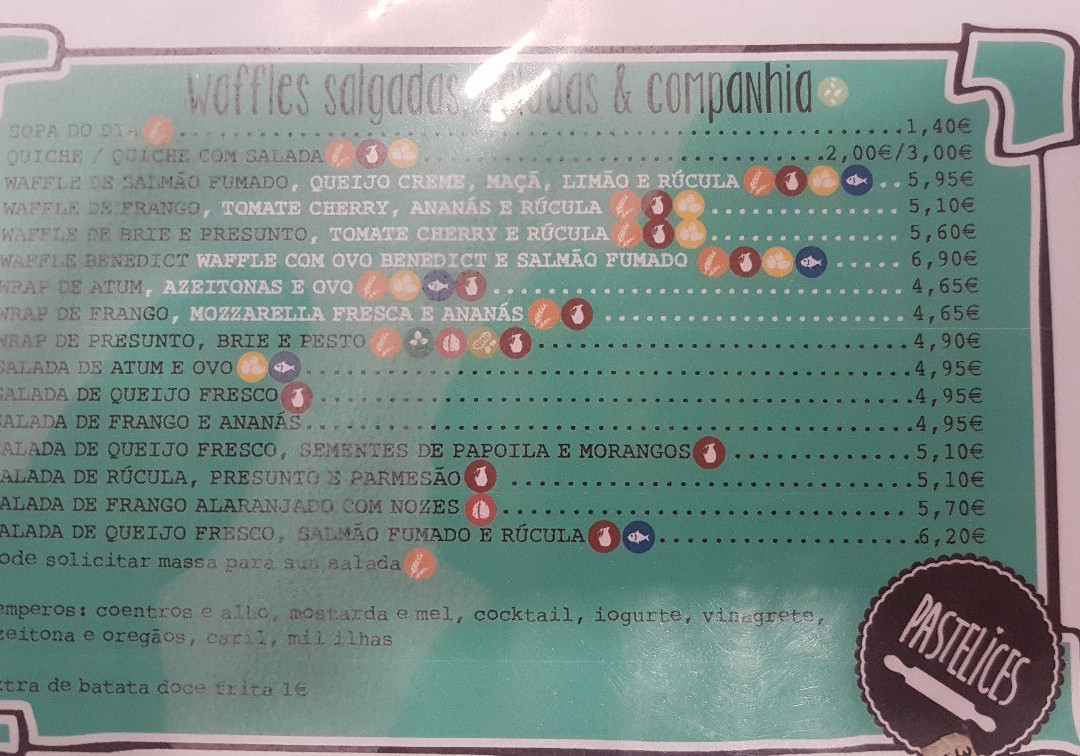 waffles salgadas, saladas & companhia
SOPA DO DIA 1,40€
QUICHE / QUICHE COM SALADA 2,00€/3,00€
WAFFLE DE SALMÃO FUMADO, QUEIJO CREME, MAÇÃ, LIMÃO E RÚCULA 5,95€
WAFFLE DE FRANGO, TOMATE CHERRY, ANANÁS E RÚCULA 5,10€
WAFFLE DE BRIE E PRESUNTO, TOMATE CHERRY E RÚCULA 5,60€
WAFFLE BENEDICT WAFFLE COM OVO BENEDICT E SALMÃO FUMADO 6,90€
WRAP DE ATUM, AZEITONAS E OVO 4,65€
WRAP DE FRANGO, MOZZARELLA FRESCA E ANANÁS 4,65€
WRAP DE PRESUNTO, BRIE E PESTO 4,90€
SALADA DE ATUM E OVO 4,95€
SALADA DE QUEIJO FRESCO 4,95€
SALADA DE FRANGO E ANANÁS 4,95€
ALADA DE QUEIJO FRESCO, SEMENTES DE PAPOILA E MORANGOS 5,10€
ALADA DE RÚCULA, PRESUNTO E PARMESÃO 5,10€
ALADA DE FRANGO ALARANJADO COM NOZES 5,70€
ALADA DE QUEIJO FRESCO, SALMÃO FUMADO E RÚCULA 6,20€
ode solicitar massa para sua salada
emperos: coentros e alho, mostarda e mel, cocktail, iogurte, vinagrete,
zeitona e oregãos, caril, mil ilhas
xtra de batata doce frita 1€
PASTELICES